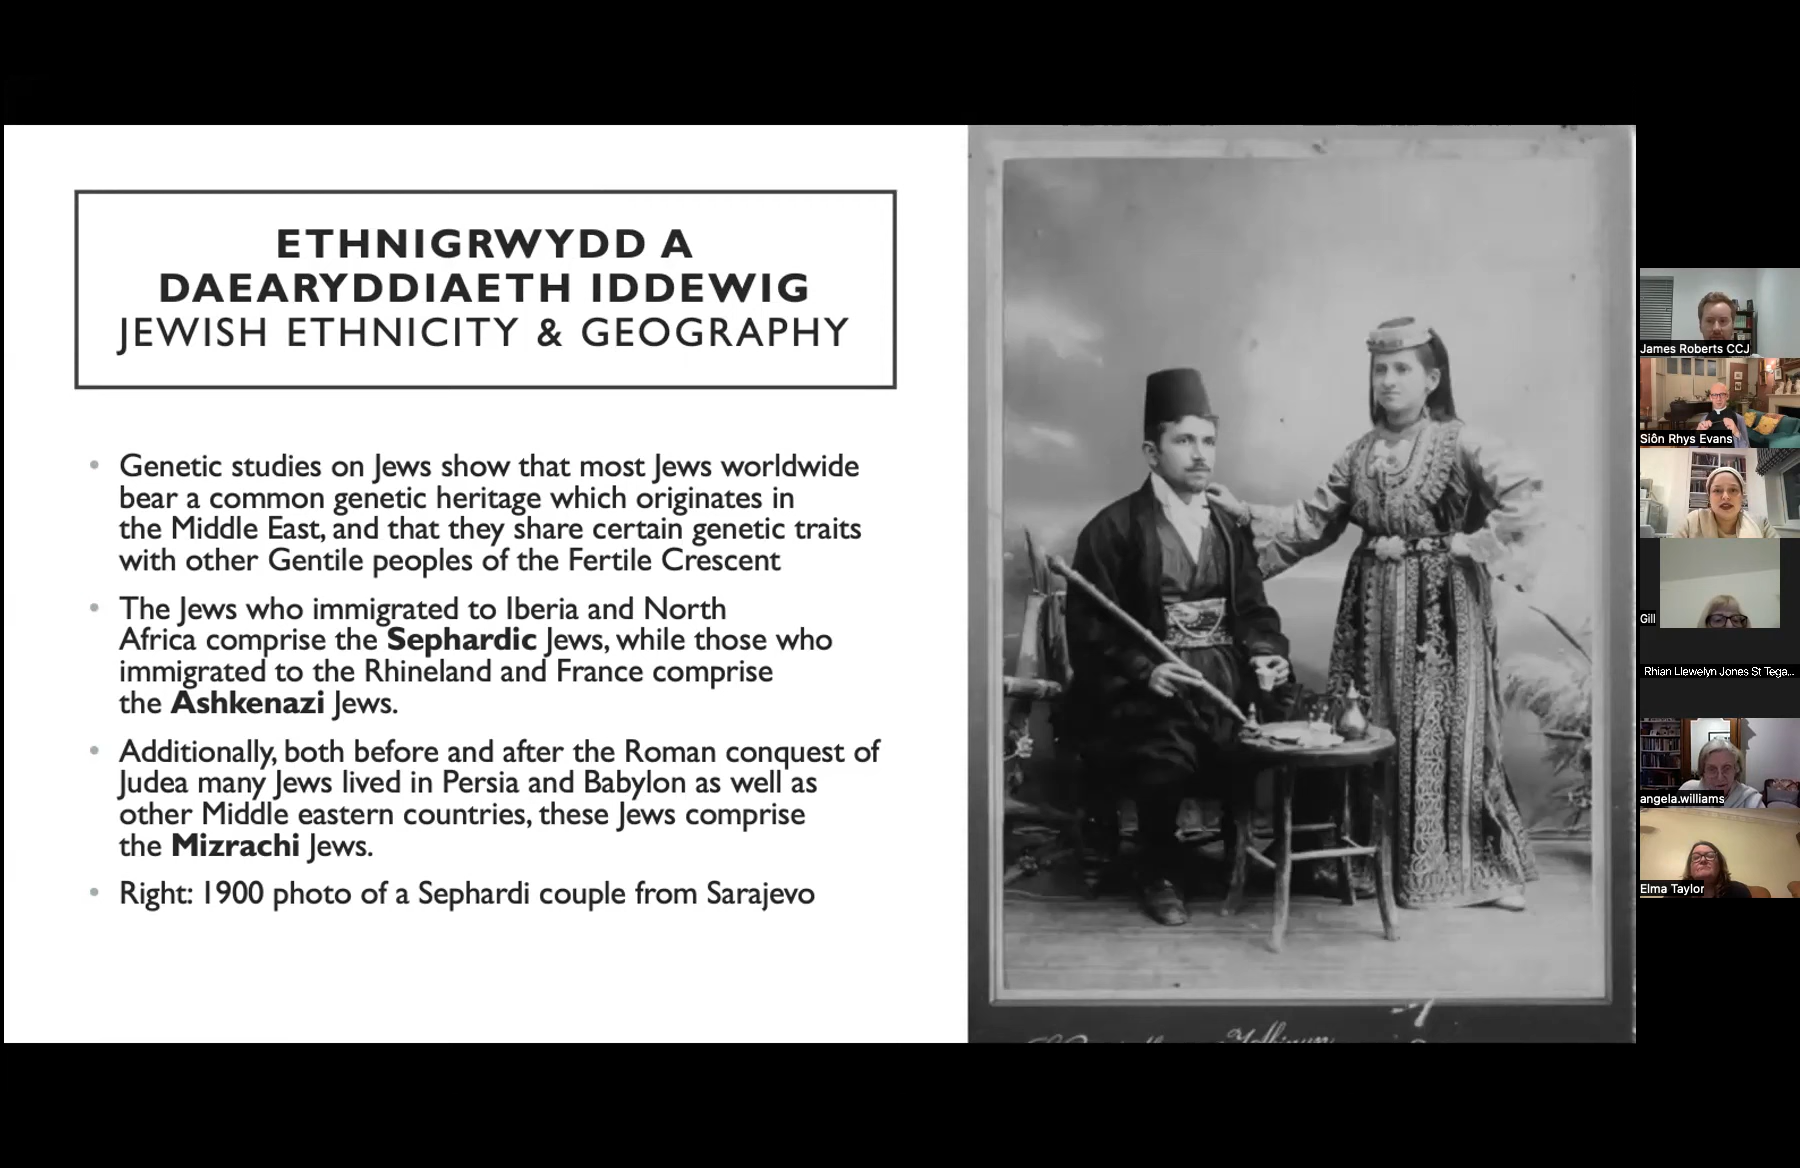 ETHNIGRWYDD A
DAEARYDDIAETH IDDEWIG
JEWISH ETHNICITY & GEOGRAPHY
• Genetic studies on Jews show that most Jews worldwide
bear a common genetic heritage which originates in
the Middle East, and that they share certain genetic traits
with other Gentile peoples of the Fertile Crescent
• The Jews who immigrated to Iberia and North
Africa comprise the Sephardic Jews, while those who
immigrated to the Rhineland and France comprise
the Ashkenazi Jews.
• Additionally, both before and after the Roman conquest of
Judea many Jews lived in Persia and Babylon as well as
other Middle eastern countries, these Jews comprise
the Mizrachi Jews.
• Right: 1900 photo of a Sephardi couple from Sarajevo
James Roberts CCJ
Siôn Rhys Evans
Gill
Rhian Llewelyn Jones St Tega...
angela.williams
Elma Taylor